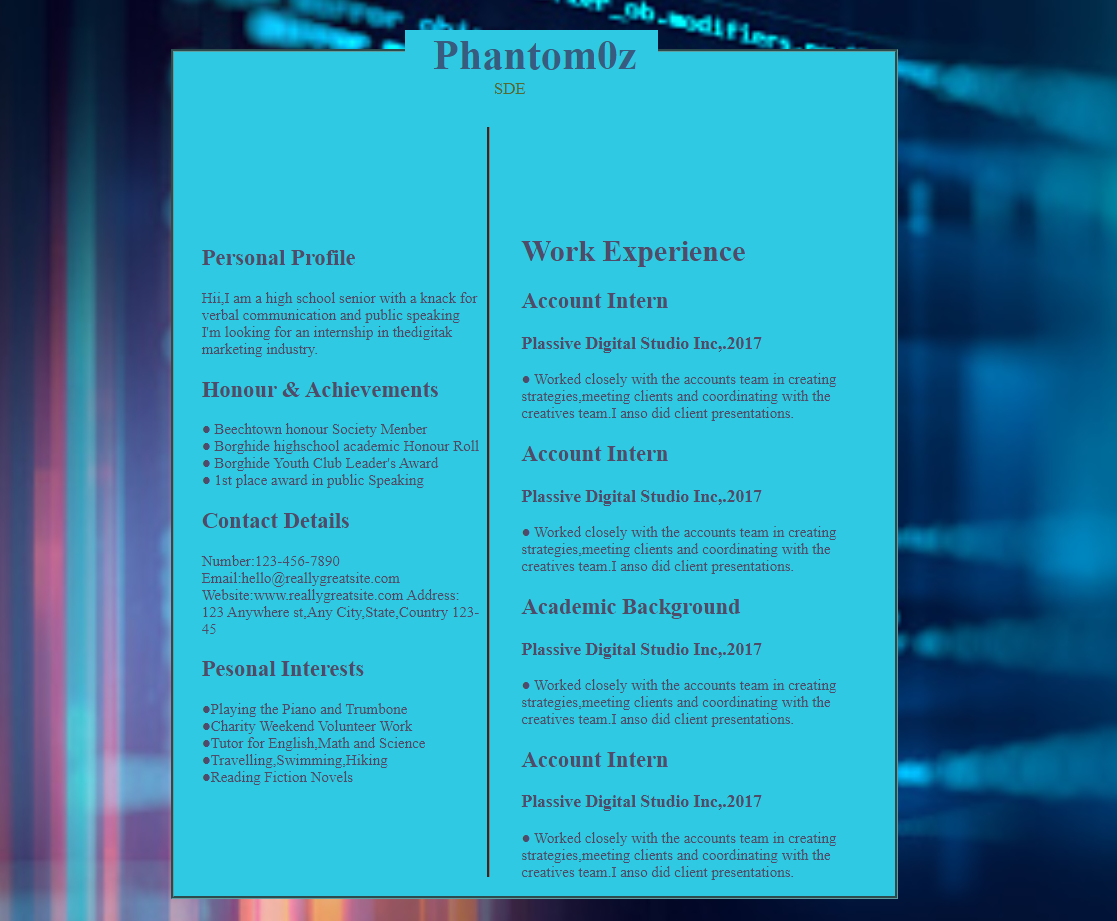 ror_ob.modifiers.
Phantom0z
SDE
Personal Profile
Hii,I am a high school senior with a knack for
verbal communication and public speaking
I'm looking for an internship in thedigitak
marketing industry.
Honour & Achievements
● Beechtown honour Society Menber
● Borghide highschool academic Honour Roll
● Borghide Youth Club Leader's Award
● 1st place award in public Speaking
Contact Details
Number:123-456-7890
Email:hello@reallygreatsite.com
Website:www.reallygreatsite.com Address:
123 Anywhere st,Any City,State,Country 123-
45
Pesonal Interests
●Playing the Piano and Trumbone
●Charity Weekend Volunteer Work
●Tutor for English,Math and Science
●Travelling,Swimming,Hiking
●Reading Fiction Novels
Work Experience
Account Intern
Plassive Digital Studio Inc,.2017
● Worked closely with the accounts team in creating
strategies,meeting clients and coordinating with the
creatives team.I anso did client presentations.
Account Intern
Plassive Digital Studio Inc,.2017
● Worked closely with the accounts team in creating
strategies,meeting clients and coordinating with the
creatives team.I anso did client presentations.
Academic Background
Plassive Digital Studio Inc,.2017
● Worked closely with the accounts team in creating
strategies,meeting clients and coordinating with the
creatives team.I anso did client presentations.
Account Intern
Plassive Digital Studio Inc,.2017
● Worked closely with the accounts team in creating
strategies,meeting clients and coordinating with the
creatives team.I anso did client presentations.